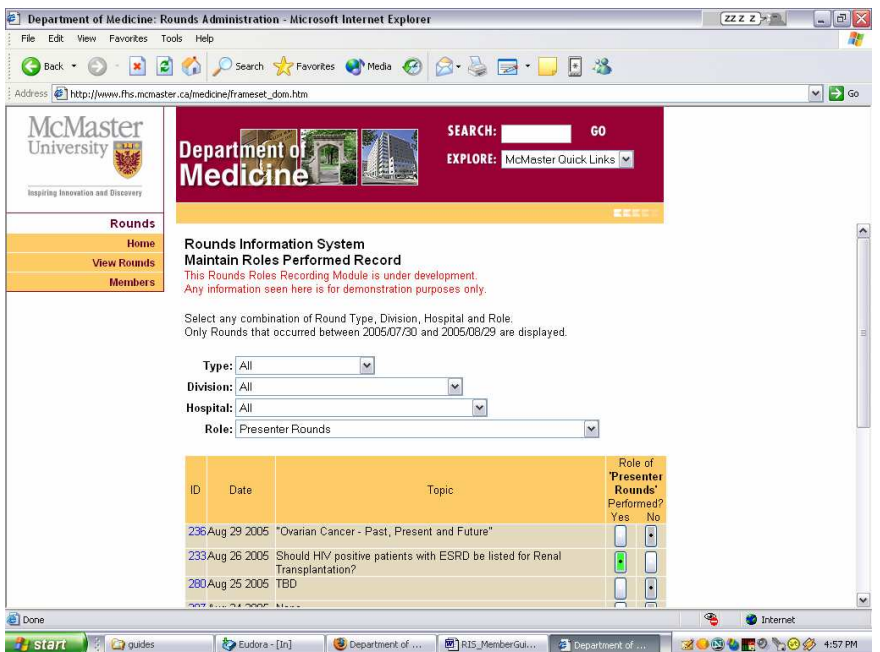 Department of Medicine: Rounds Administration - Microsoft Internet Explorer
zz z z
File Edit View Favorites Tools Help
Back Search Favorites Media
Address http://www.fhs.mcmaster.ca/medicine/frameset_dom.htm Go
McMaster
University
Inspiring Innovation and Discovery
Department of
Medicine
SEARCH: GO
EXPLORE: McMaster Quick Links
Rounds
Home
View Rounds
Members
Rounds Information System
Maintain Roles Performed Record
This Rounds Roles Recording Module is under development.
Any information seen here is for demonstration purposes only.
Select any combination of Round Type, Division, Hospital and Role.
Only Rounds that occurred between 2005/07/30 and 2005/08/29 are displayed.
Type: All
Division: All
Hospital: All
Role: Presenter Rounds
ID Date Topic
Role of
'Presenter
Rounds'
Performed?
Yes No
236 Aug 29 2005 "Ovarian Cancer - Past, Present and Future"
233 Aug 26 2005 Should HIV positive patients with ESRD be listed for Renal
Transplantation?
280 Aug 25 2005 TBD
Done Internet
start guides Eudora - [In] Department of ... RIS_MemberGui... Department of ... 4:57 PM